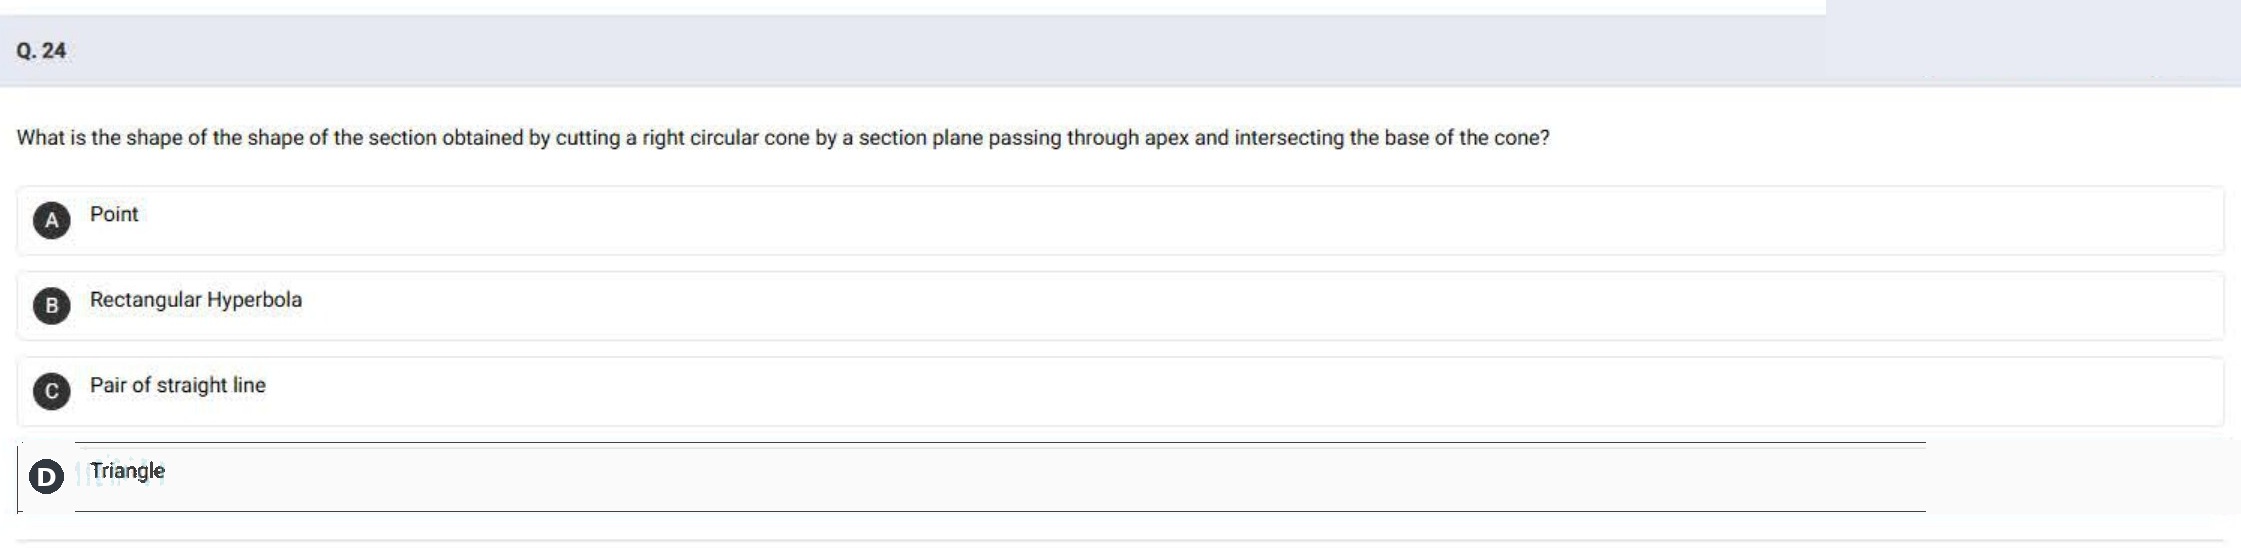 Q. 24
What is the shape of the shape of the section obtained by cutting a right circular cone by a section plane passing through apex and intersecting the base of the cone?
A Point
B Rectangular Hyperbola
C Pair of straight line
D Triangle